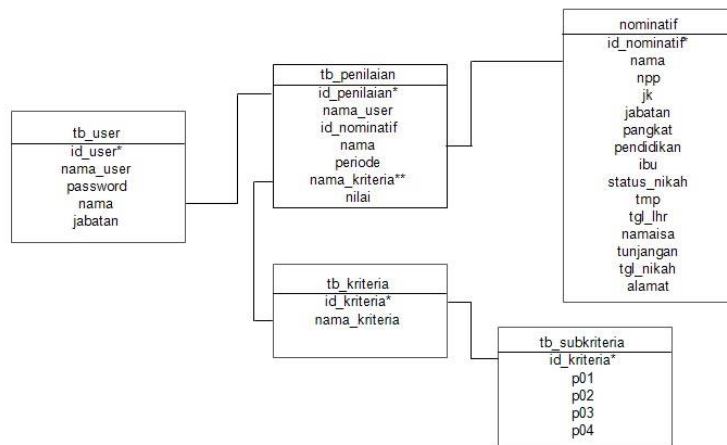 tb_user
id_user*
nama_user
password
nama
jabatan
tb_penilaian
id_penilaian*
nama_user
id_nominatif
nama
periode
nama_kriteria**
nilai
tb_kriteria
id_kriteria*
nama_kriteria
nominatif
id_nominatif*
nama
npp
jk
jabatan
pangkat
pendidikan
ibu
status_nikah
tmp
tgl_lhr
namaisa
tunjangan
tgl_nikah
alamat
tb_subkriteria
id_kriteria*
p01
p02
p03
p04